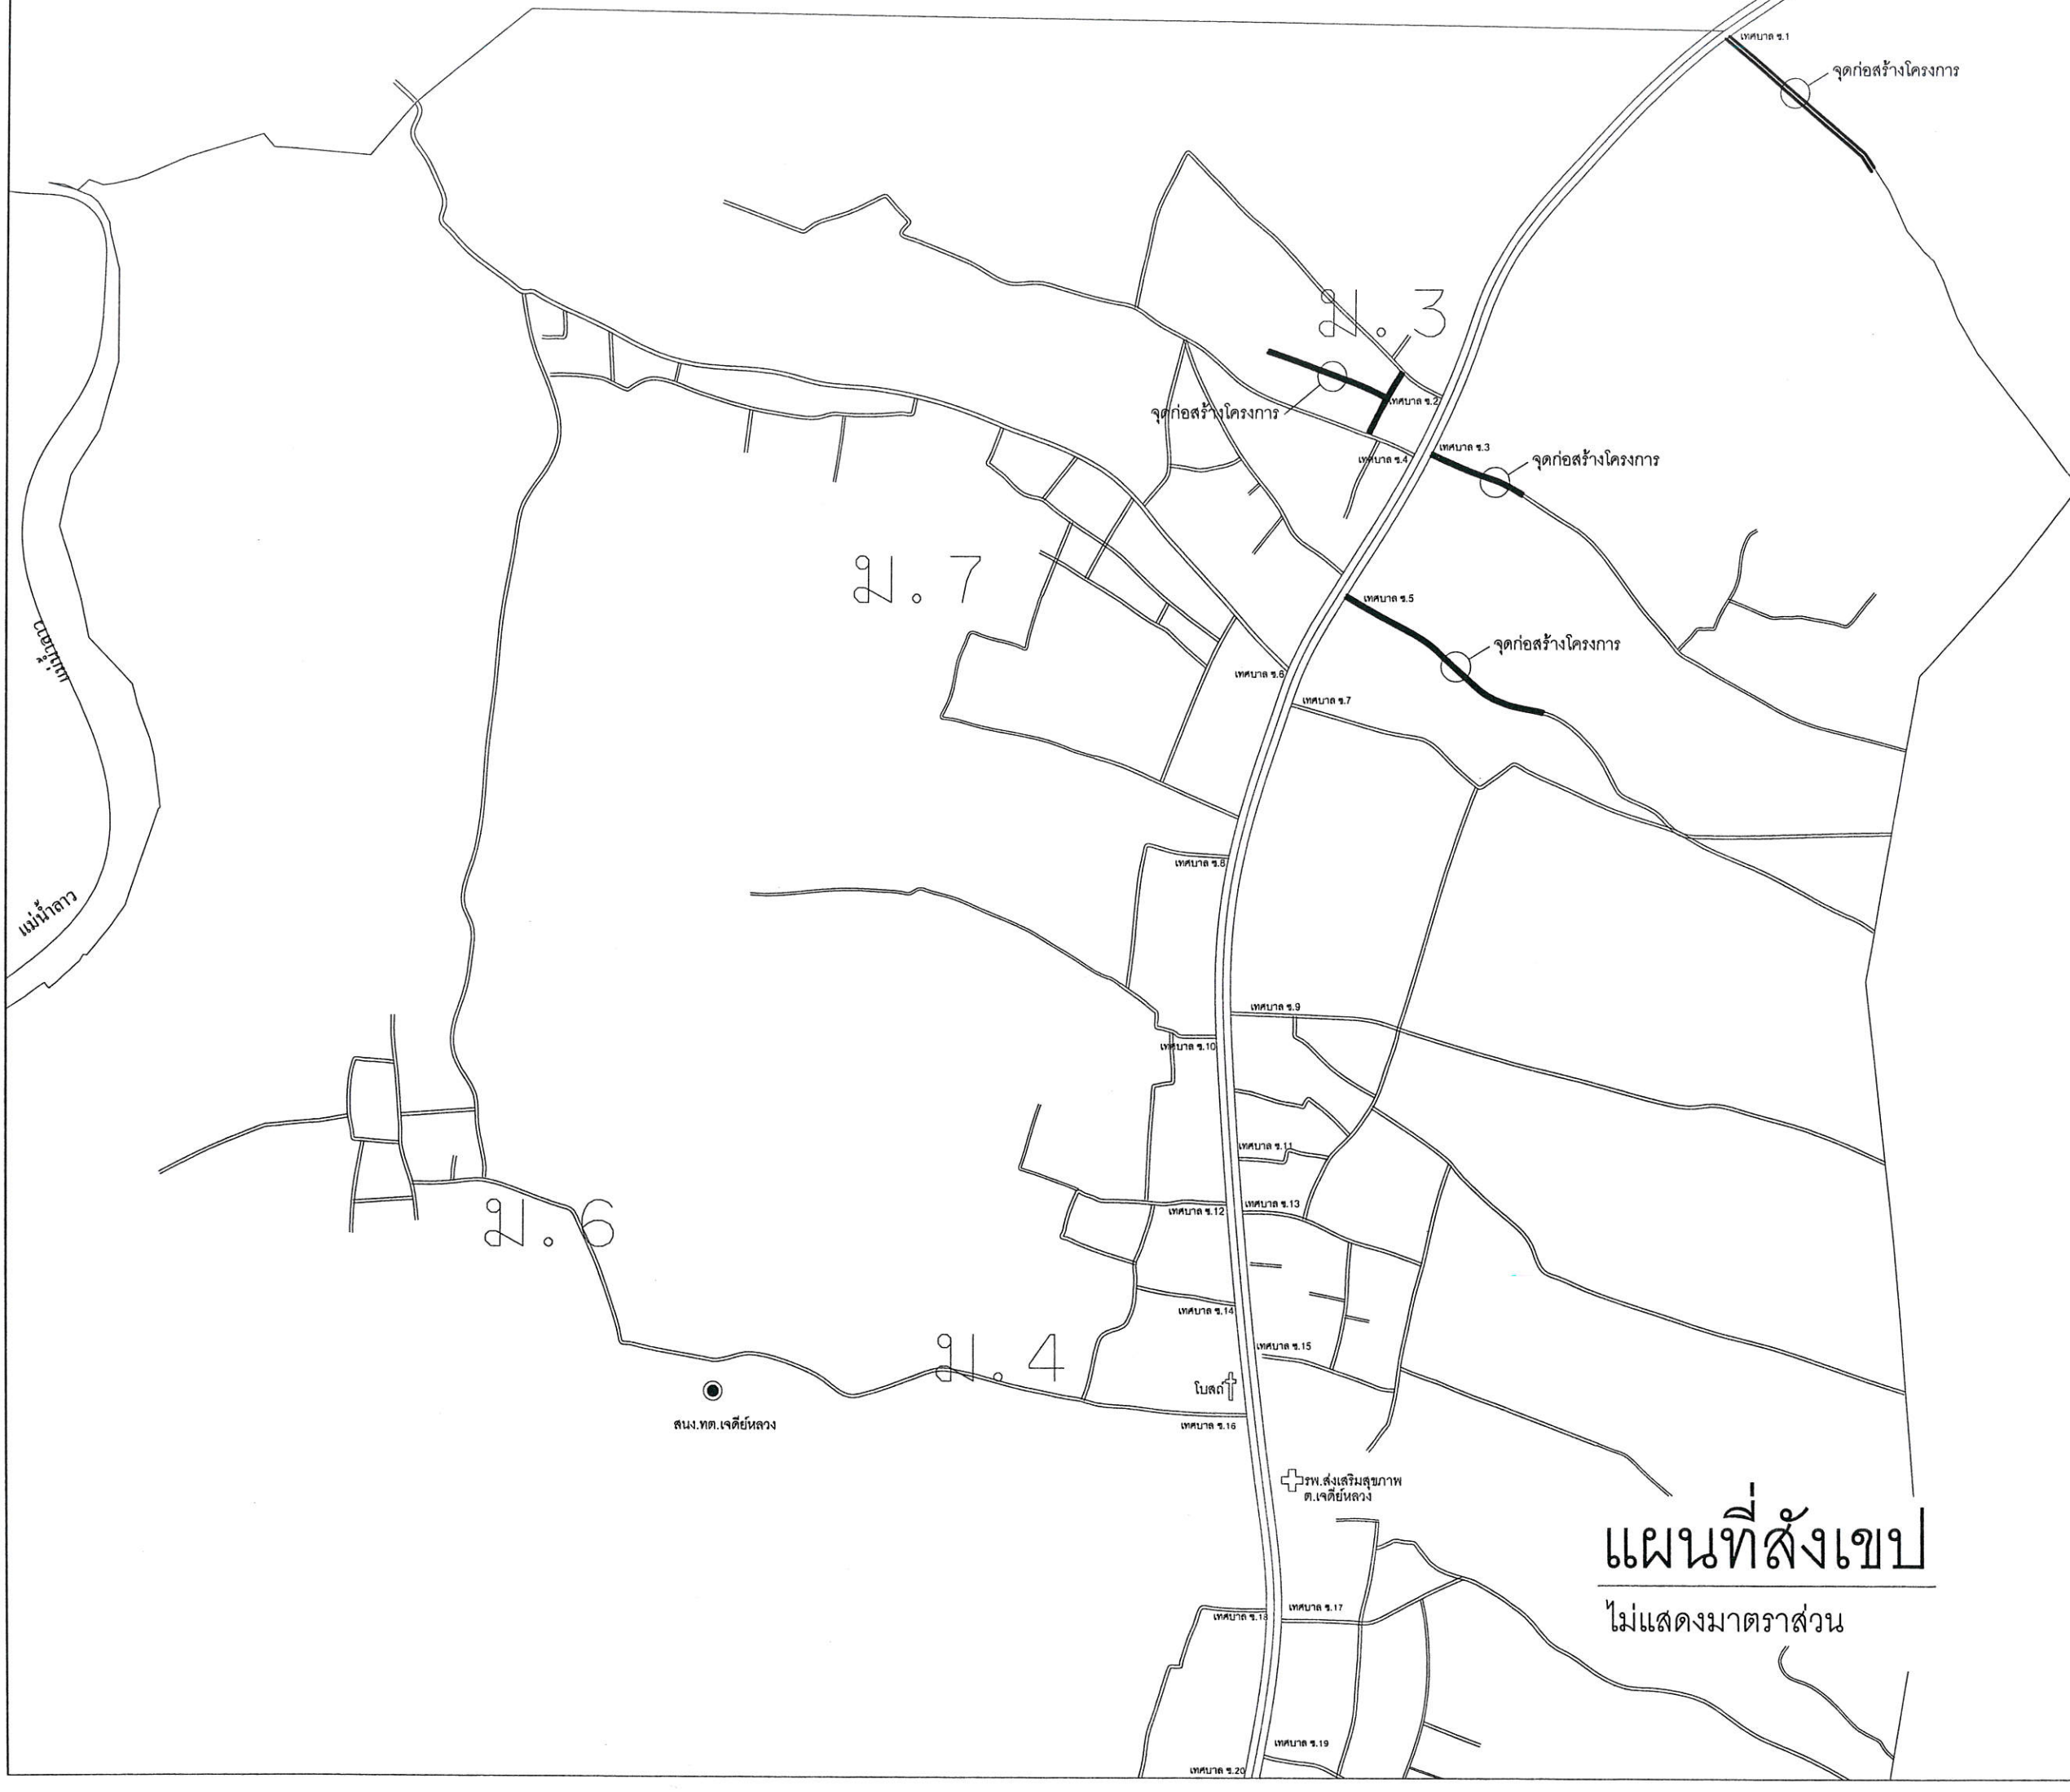 เทศบาล ซ.1
จุดก่อสร้างโครงการ
ม.3
จุดก่อสร้างโครงการ
เทศบาล ซ.2
เทศบาล ซ.3
เทศบาล ซ.4
จุดก่อสร้างโครงการ
ม.7
เทศบาล ซ.5
แม่น้ำลาว
จุดก่อสร้างโครงการ
เทศบาล ซ.6
เทศบาล ซ.7
เทศบาล ซ.8
แม่น้ำลาว
เทศบาล ซ.9
เทศบาล ซ.10
เทศบาล ซ.11
เทศบาล ซ.12
เทศบาล ซ.13
ม.6
เทศบาล ซ.14
เทศบาล ซ.15
ม.4
โบสถ์
สนง.ทต.เจดีย์หลวง
เทศบาล ซ.16
รพ.ส่งเสริมสุขภาพ
ต.เจดีย์หลวง
แผนที่สังเขป
ไม่แสดงมาตราส่วน
เทศบาล ซ.17
เทศบาล ซ.18
เทศบาล ซ.19
เทศบาล ซ.20